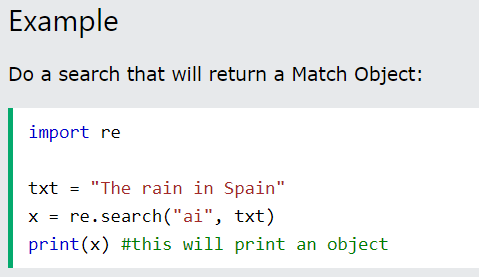 Example
Do a search that will return a Match Object:
import re
txt = "The rain in Spain"
x = re.search("ai", txt)
print(x) #this will print an object